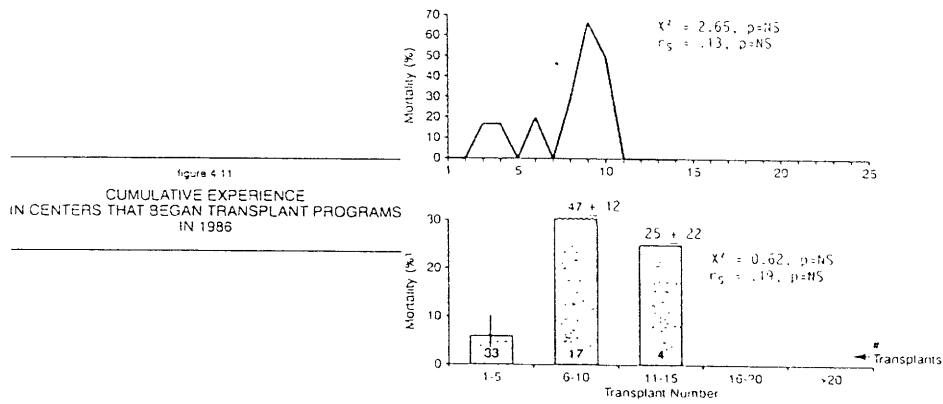 70
60
50
40
30
20
10
0
Mortality (%)
X² = 2.65, p=NS
rs = .13, p=NS
1 5 10 15 20 25
figure 4.11
CUMULATIVE EXPERIENCE
IN CENTERS THAT BEGAN TRANSPLANT PROGRAMS
IN 1986
30
20
10
0
Mortality (%)
47 + 12
25 ± 22
X² = 0.62, p=NS
rs = .19, p=NS
33 17 4
#
Transplants
1-5 6-10 11-15 16-20 >20
Transplant Number